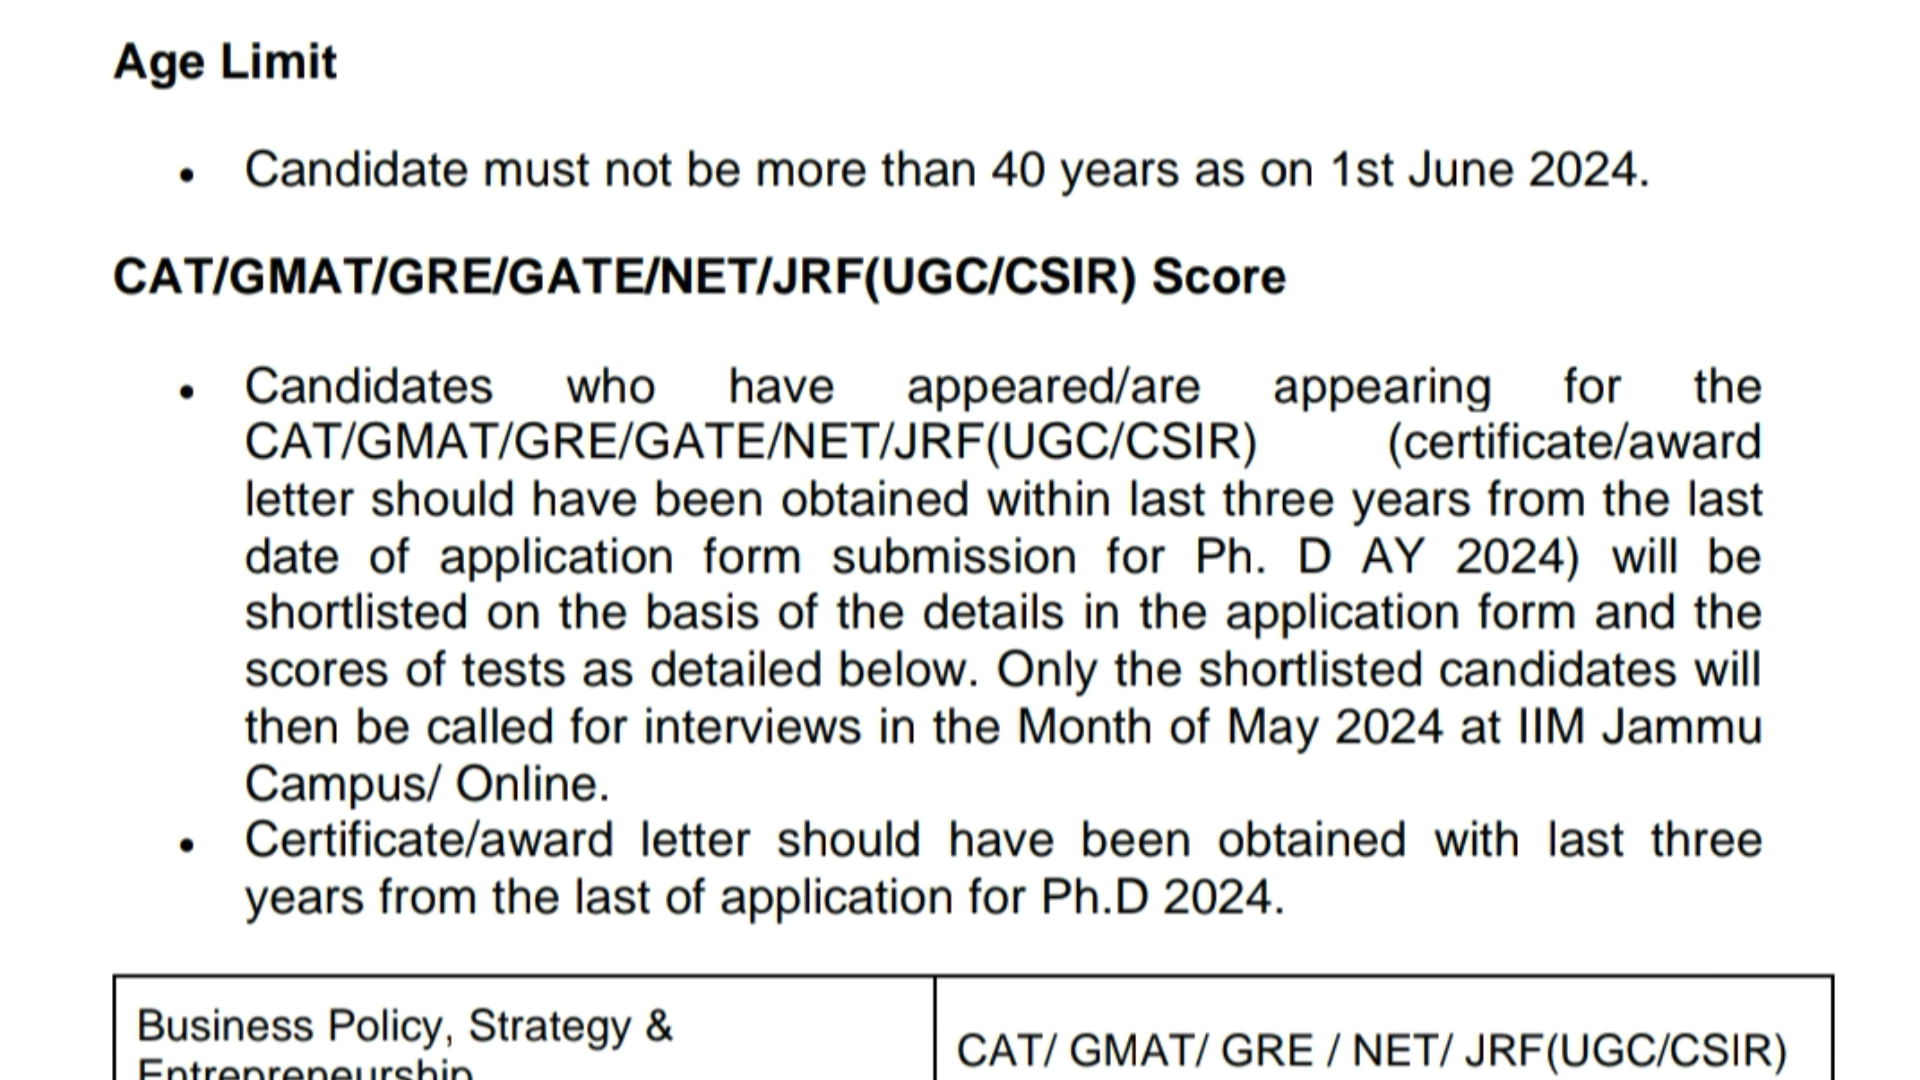 Age Limit
• Candidate must not be more than 40 years as on 1st June 2024.
CAT/GMAT/GRE/GATE/NET/JRF(UGC/CSIR) Score
• Candidates who have appeared/are appearing for the
CAT/GMAT/GRE/GATE/NET/JRF(UGC/CSIR) (certificate/award
letter should have been obtained within last three years from the last
date of application form submission for Ph. D AY 2024) will be
shortlisted on the basis of the details in the application form and the
scores of tests as detailed below. Only the shortlisted candidates will
then be called for interviews in the Month of May 2024 at IIM Jammu
Campus/ Online.
• Certificate/award letter should have been obtained with last three
years from the last of application for Ph.D 2024.
Business Policy, Strategy &
Entrepreneurship
CAT/ GMAT/ GRE / NET/ JRF(UGC/CSIR)